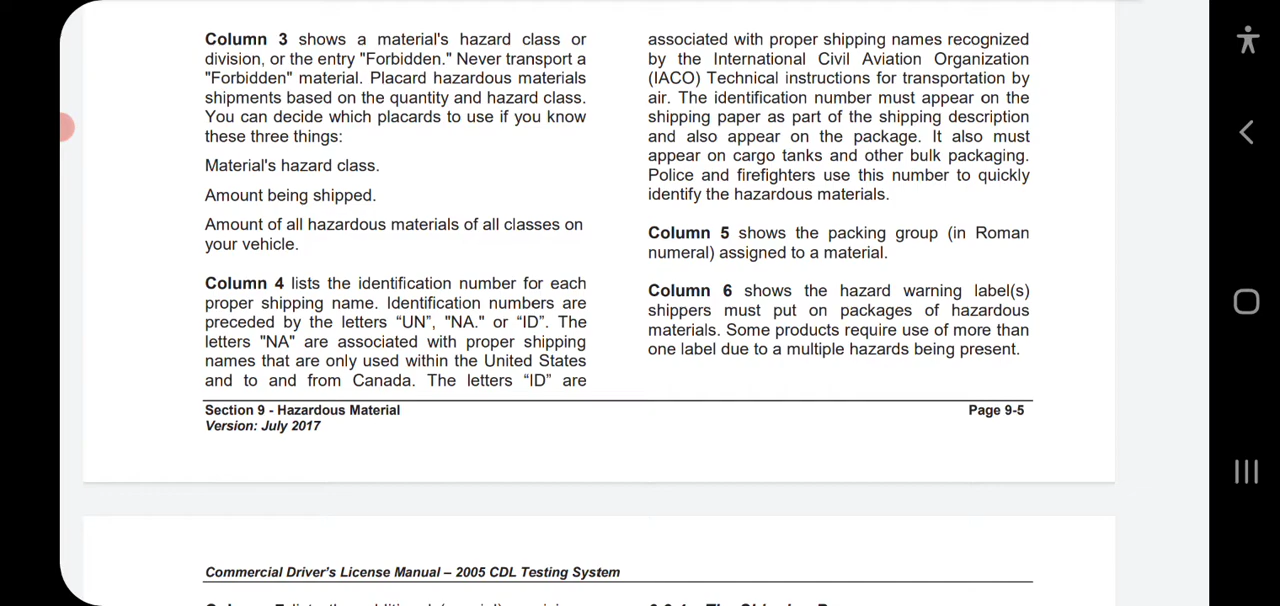 Column 3 shows a material's hazard class or
division, or the entry "Forbidden." Never transport a
"Forbidden" material. Placard hazardous materials
shipments based on the quantity and hazard class.
You can decide which placards to use if you know
these three things:
Material's hazard class.
Amount being shipped.
Amount of all hazardous materials of all classes on
your vehicle.
Column 4 lists the identification number for each
proper shipping name. Identification numbers are
preceded by the letters “UN”, "NA." or “ID”. The
letters "NA" are associated with proper shipping
names that are only used within the United States
and to and from Canada. The letters “ID” are
associated with proper shipping names recognized
by the International Civil Aviation Organization
(IACO) Technical instructions for transportation by
air. The identification number must appear on the
shipping paper as part of the shipping description
and also appear on the package. It also must
appear on cargo tanks and other bulk packaging.
Police and firefighters use this number to quickly
identify the hazardous materials.
Column 5 shows the packing group (in Roman
numeral) assigned to a material.
Column 6 shows the hazard warning label(s)
shippers must put on packages of hazardous
materials. Some products require use of more than
one label due to a multiple hazards being present.
Section 9 - Hazardous Material Page 9-5
Version: July 2017
Commercial Driver's License Manual – 2005 CDL Testing System